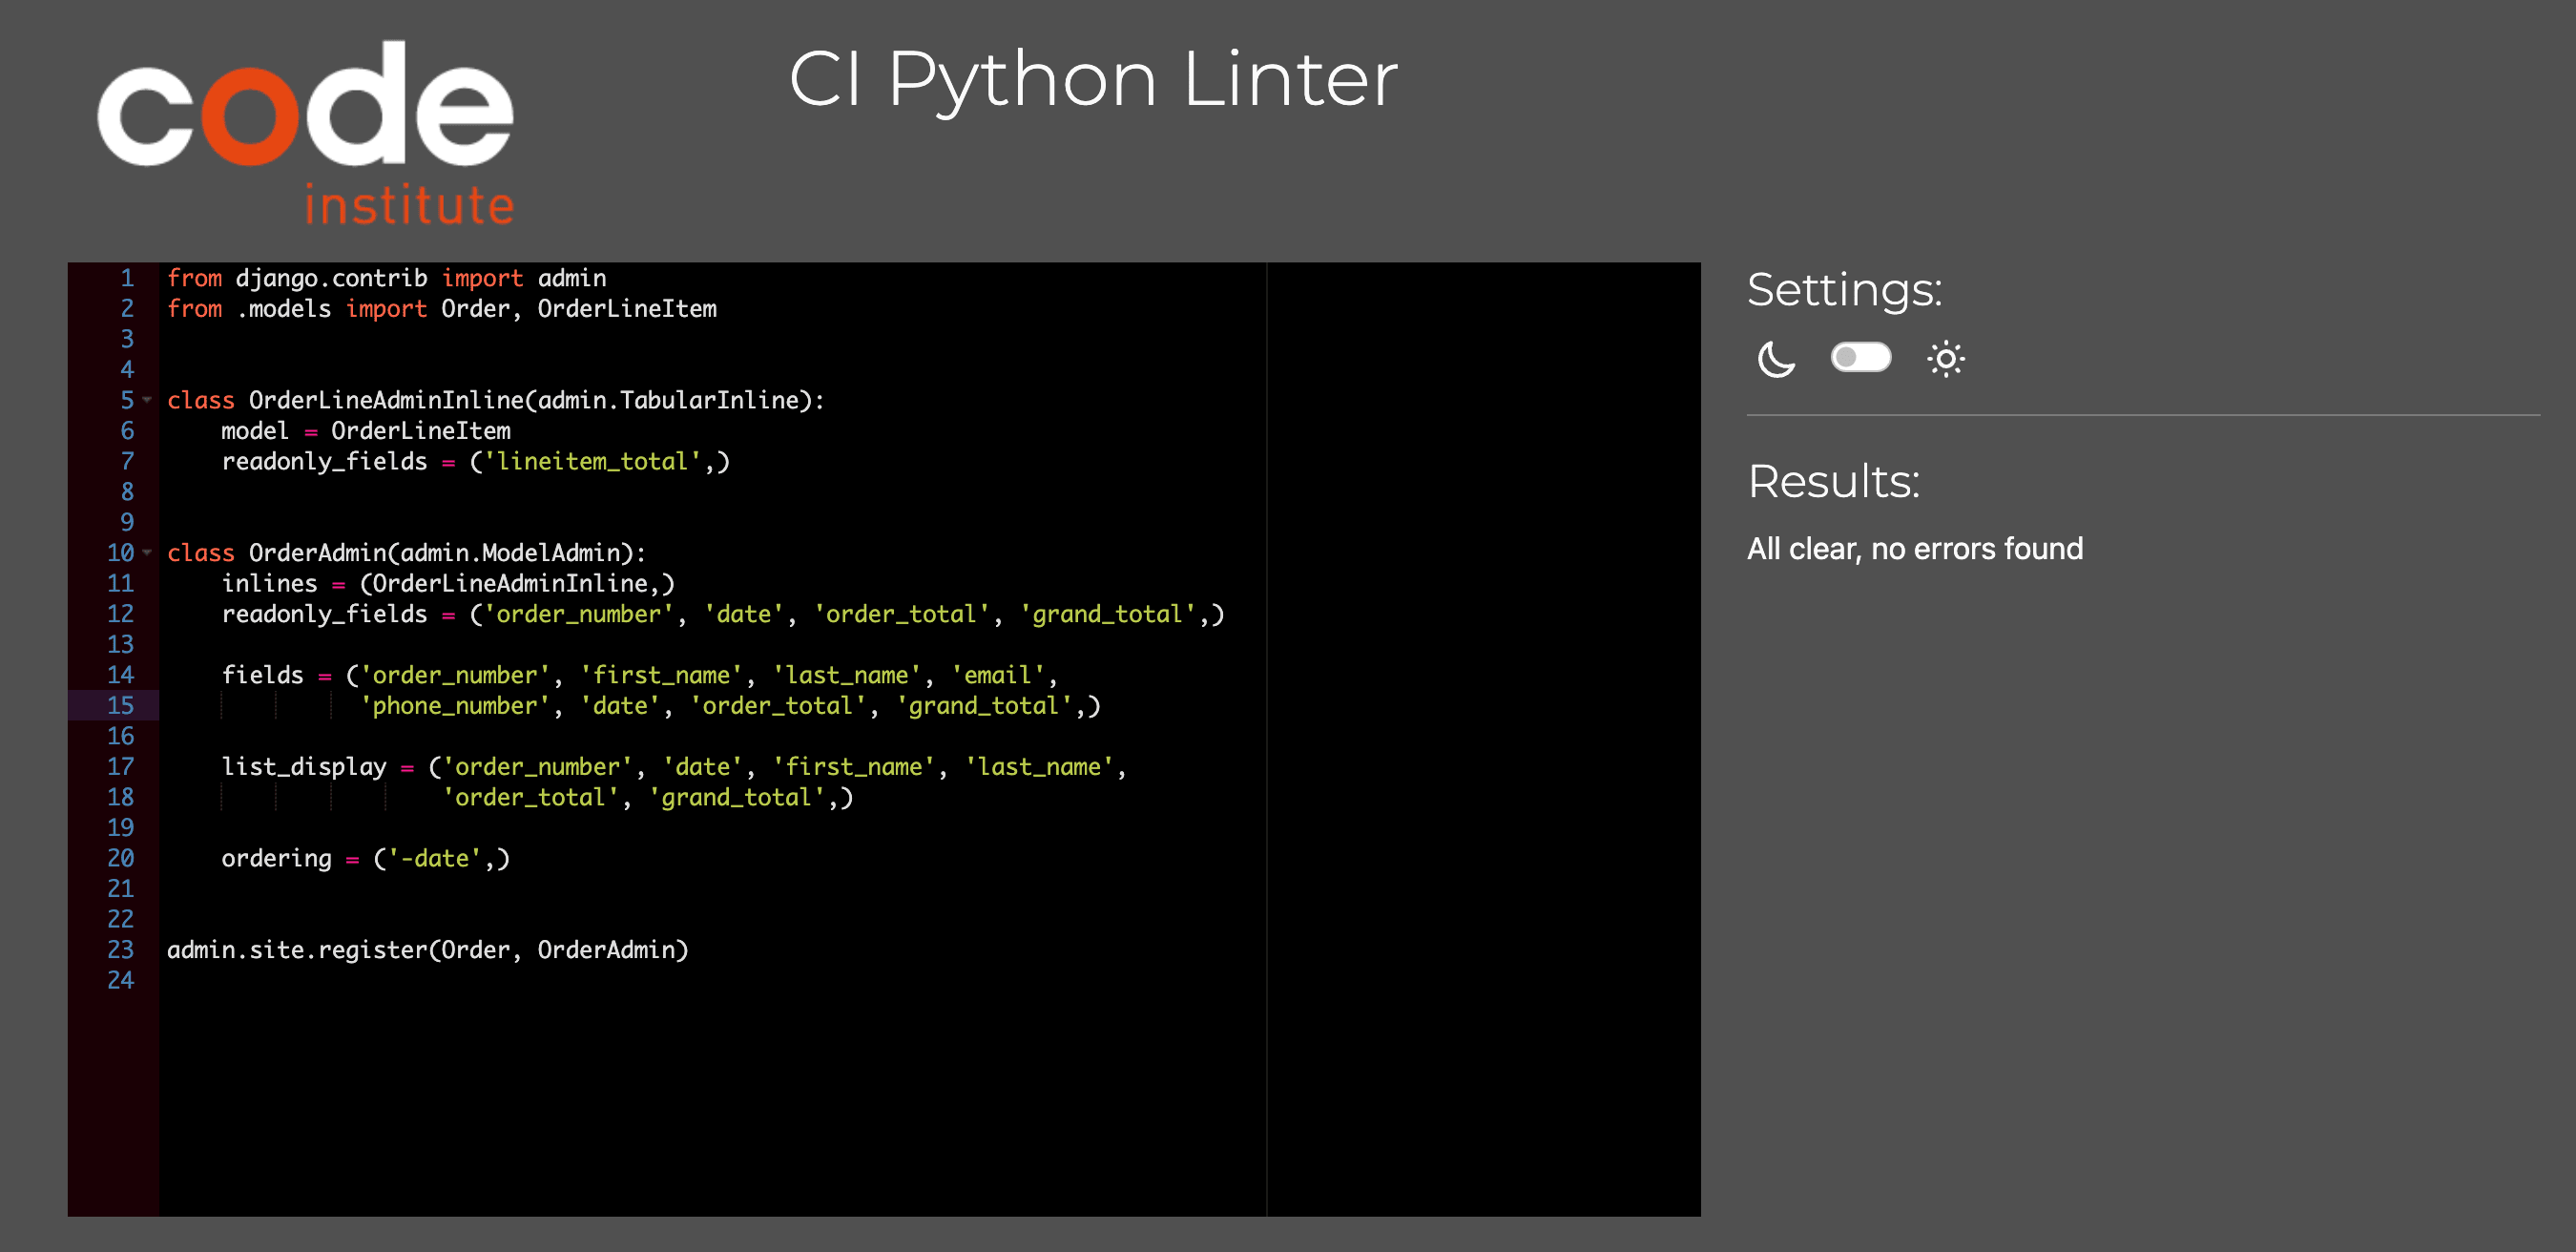 code
institute
CI Python Linter
1 from django.contrib import admin
2 from .models import Order, OrderLineItem
3
4
5 class OrderLineAdminInline(admin.TabularInline):
6     model = OrderLineItem
7     readonly_fields = ('lineitem_total',)
8
9
10 class OrderAdmin(admin.ModelAdmin):
11     inlines = (OrderLineAdminInline,)
12     readonly_fields = ('order_number', 'date', 'order_total', 'grand_total',)
13
14     fields = ('order_number', 'first_name', 'last_name', 'email',
15               'phone_number', 'date', 'order_total', 'grand_total',)
16
17     list_display = ('order_number', 'date', 'first_name', 'last_name',
18                     'order_total', 'grand_total',)
19
20     ordering = ('-date',)
21
22
23 admin.site.register(Order, OrderAdmin)
24
Settings:
Results:
All clear, no errors found